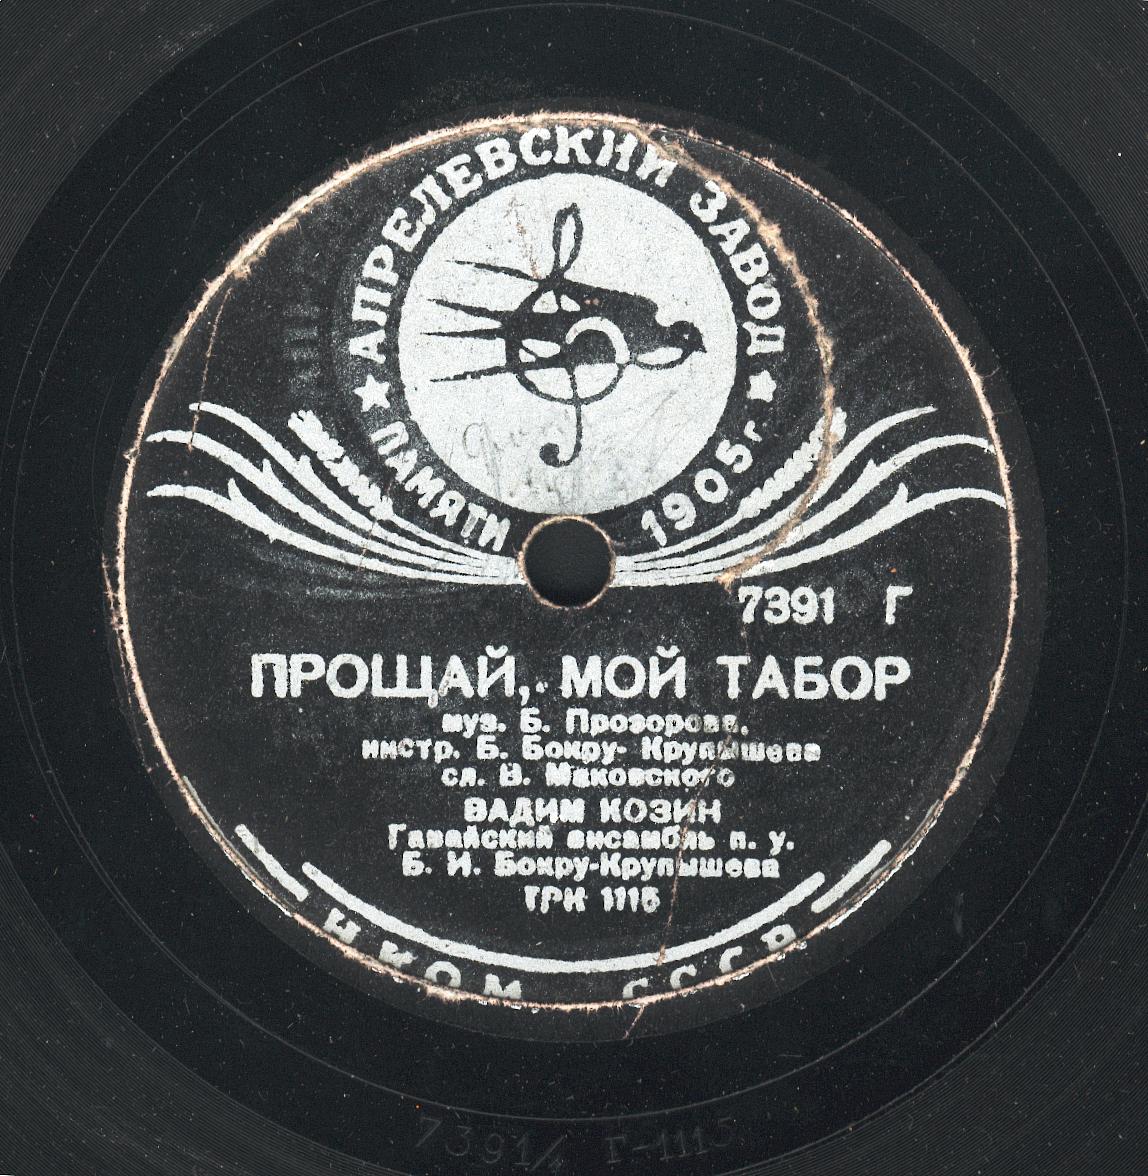 АПРЕЛЕВСКИЙ ЗАВОД
ПАМЯТИ 1905 г.
7391 Г
ПРОЩАЙ, МОЙ ТАБОР
муз. Б. Прозорова.
инстр. Б. Бокру- Крупышева
сл. В. Маковского
ВАДИМ КОЗИН
Гавайский ансамбль п. у.
Б. И. Бокру-Крупышева
ТРК 1115
НКОМ СССР
7391/4 Г-1115